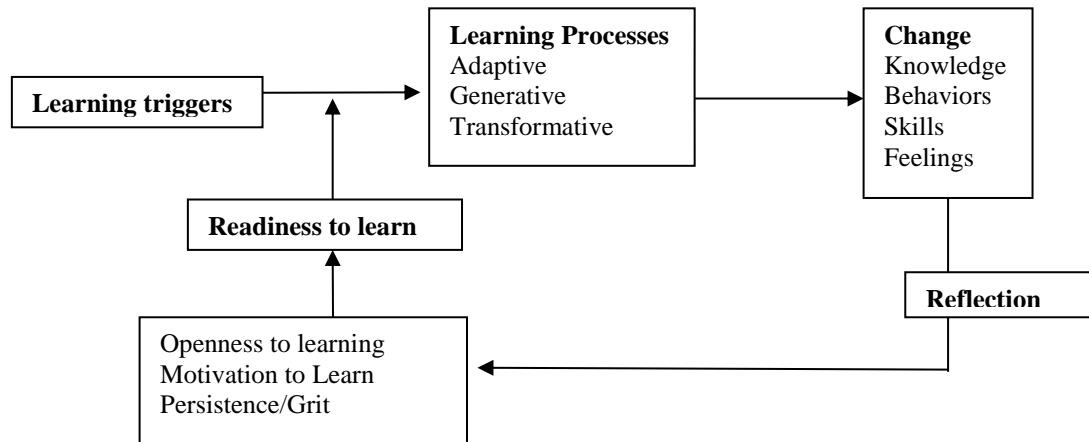 Learning Processes
Adaptive
Generative
Transformative
Change
Knowledge
Behaviors
Skills
Feelings
Learning triggers
Readiness to learn
Reflection
Openness to learning
Motivation to Learn
Persistence/Grit